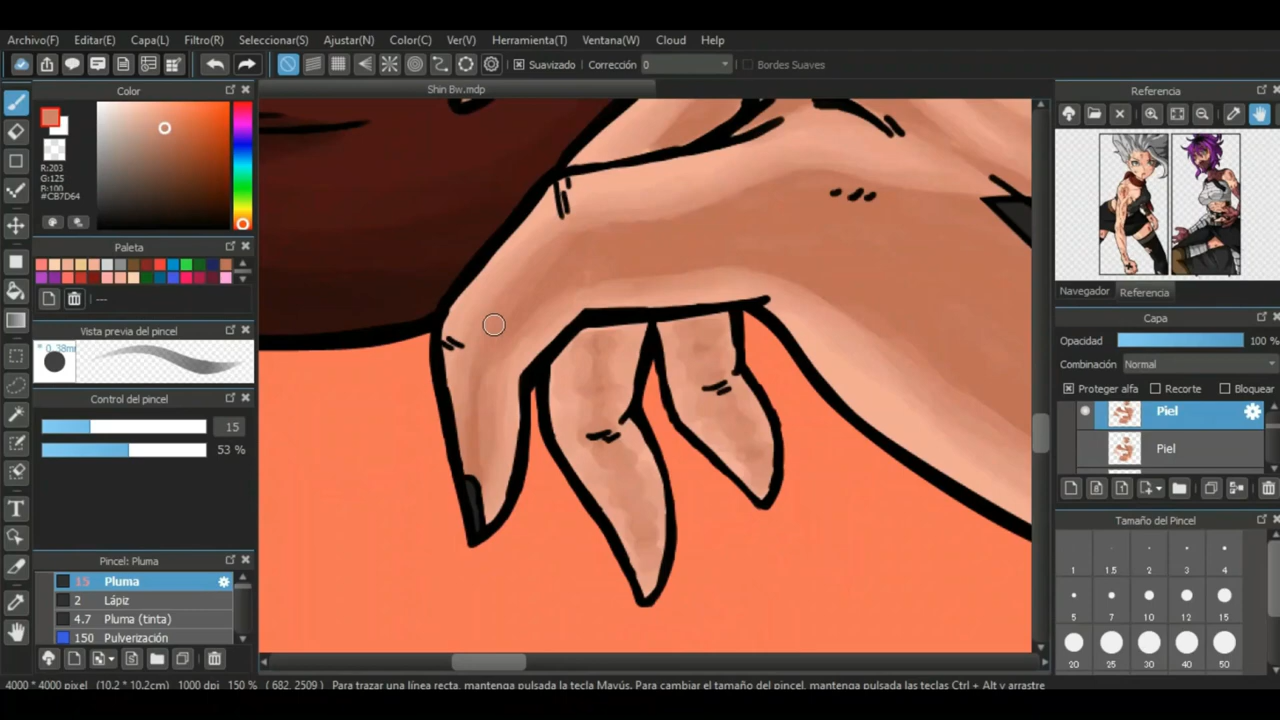 Archivo(F) Editar(E) Capa(L) Filtro(R) Seleccionar(S) Ajustar(N) Color(C) Ver(V) Herramienta(T) Ventana(W) Cloud Help
Suavizado Corrección 0 Bordes Suaves
Color
R:203
G:125
B:100
#CB7D64
Paleta
---
Vista previa del pincel
* 0.38mm
Control del pincel
15
53 %
Pincel: Pluma
15 Pluma
2 Lápiz
4.7 Pluma (tinta)
150 Pulverización
Shin Bw.mdp
Referencia
Navegador Referencia
Capa
Opacidad 100 %
Combinación Normal
Proteger alfa Recorte Bloquear
Piel
Piel
Tamaño del Pincel
1 1.5 2 3 4
5 7 10 12 15
20 25 30 40 50
4000 * 4000 pixel (10.2 * 10.2cm) 1000 dpi 150 % ( 682, 2509 ) Para trazar una línea recta, mantenga pulsada la tecla Mayús. Para cambiar el tamaño del pincel, mantenga pulsadas las teclas Ctrl + Alt y arrastre